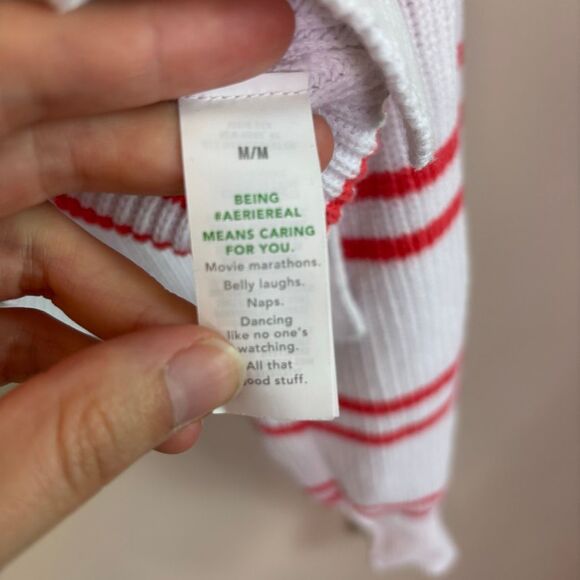 M/M
BEING
#AERIEREAL
MEANS CARING
FOR YOU.
Movie marathons.
Belly laughs.
Naps.
Dancing
like no one's
watching.
All that
good stuff.